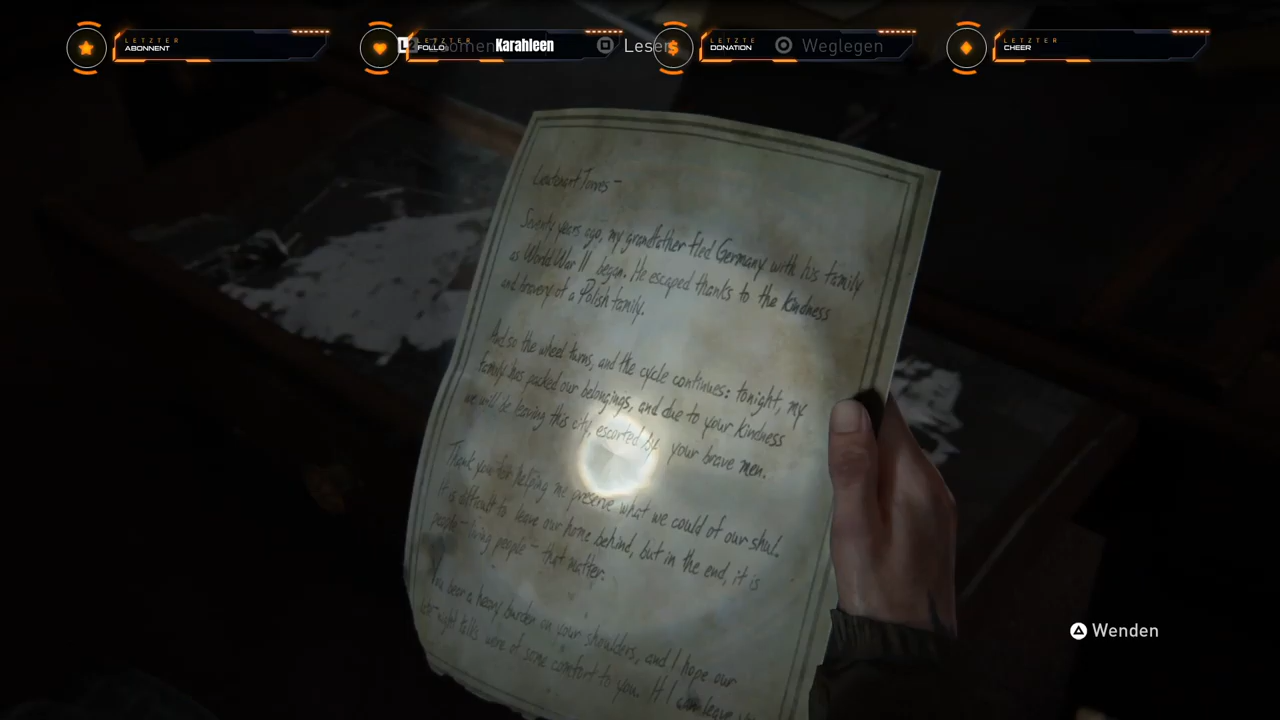 LETZTER
ABONNENT
LETZTER
FOLLO
Karahleen
Leser
LETZTE
DONATION
Weglegen
LETZTER
CHEER
Lieutenant Torres –
Seventy years ago, my grandfather fled Germany with his family
as World War II began. He escaped thanks to the kindness
and bravery of a Polish family.
And so the wheel turns, and the cycle continues: tonight, my
family has packed our belongings, and due to your kindness
we will be leaving this city, escorted by your brave men.
Thank you for helping me preserve what we could of our shul.
It is difficult to leave our home behind, but in the end, it is
people – living people – that matter.
You bear a heavy burden on your shoulders, and I hope our
late-night talks were of some comfort to you. If I can leave
Wenden